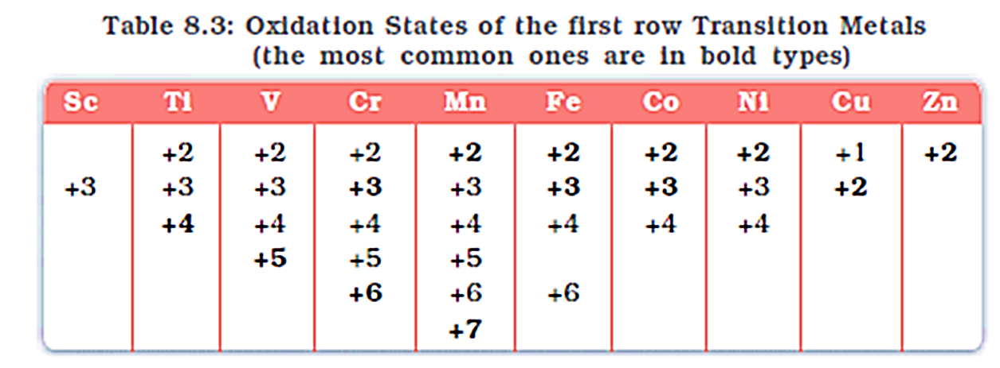 Table 8.3: Oxidation States of the first row Transition Metals
(the most common ones are in bold types)
Sc Ti V Cr Mn Fe Co Ni Cu Zn
+2 +2 +2 +2 +2 +2 +2 +1 +2
+3 +3 +3 +3 +3 +3 +3 +3 +2
+4 +4 +4 +4 +4 +4 +4
+5 +5 +5
+6 +6 +6
+7